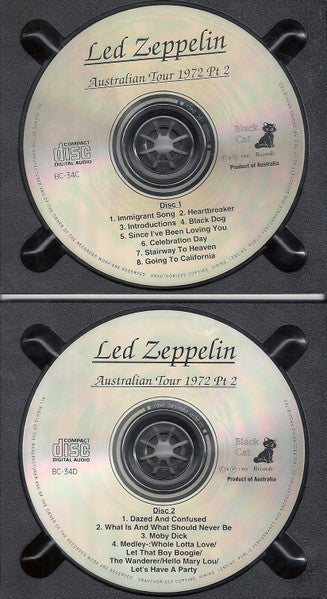 Led Zeppelin
Australian Tour 1972 Pt 2
COMPACT
disc
DIGITAL AUDIO
BC-34C
Black
Cat
Records
Product of Australia
Disc 1
1. Immigrant Song 2. Heartbreaker
3. Introductions 4. Black Dog
5. Since I've Been Loving You
6. Celebration Day
7. Stairway To Heaven
8. Going To California
Led Zeppelin
Australian Tour 1972 Pt 2
COMPACT
disc
DIGITAL AUDIO
BC-34D
Black
Cat
Records
Product of Australia
Disc 2
1. Dazed And Confused
2. What Is And What Should Never Be
3. Moby Dick
4. Medley-:Whole Lotta Love/
Let That Boy Boogie/
The Wanderer/Hello Mary Lou/
Let's Have A Party